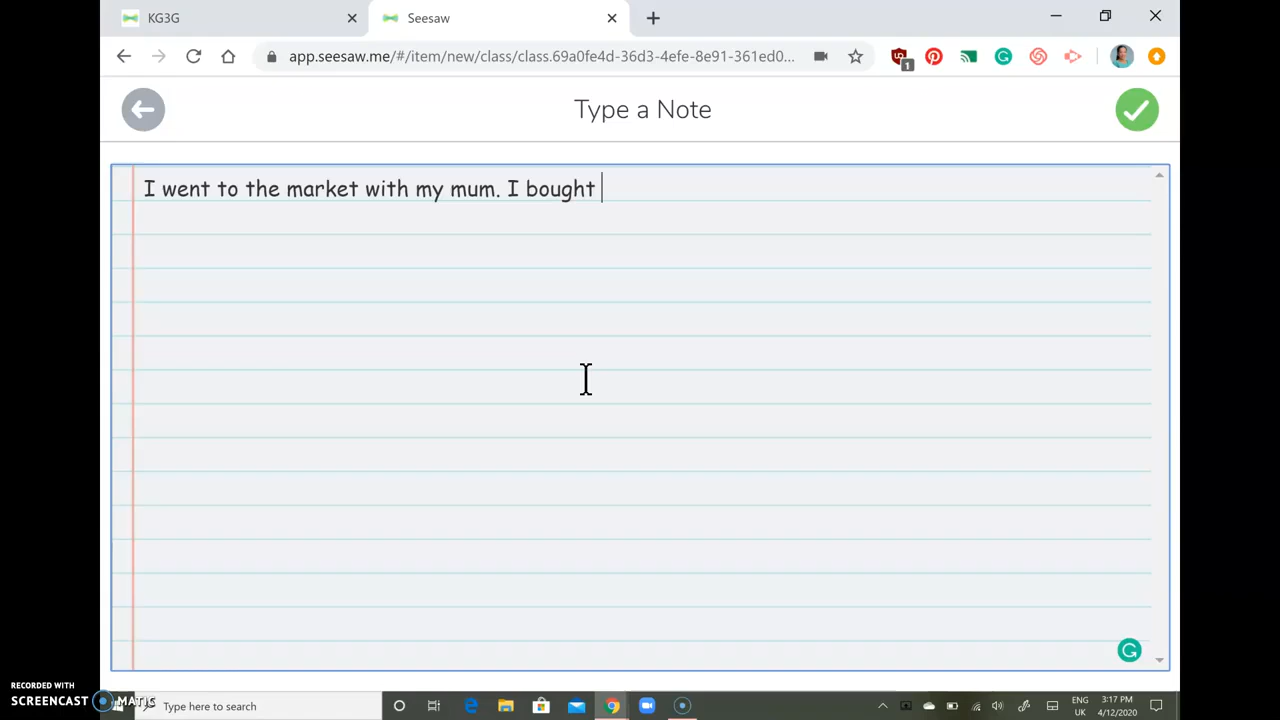 KG3G
Seesaw
app.seesaw.me/#/item/new/class/class.69a0fe4d-36d3-4efe-8e91-361ed0...
1
Type a Note
I went to the market with my mum. I bought
RECORDED WITH
SCREENCAST MATIC
Type here to search
ENG
UK
3:17 PM
4/12/2020